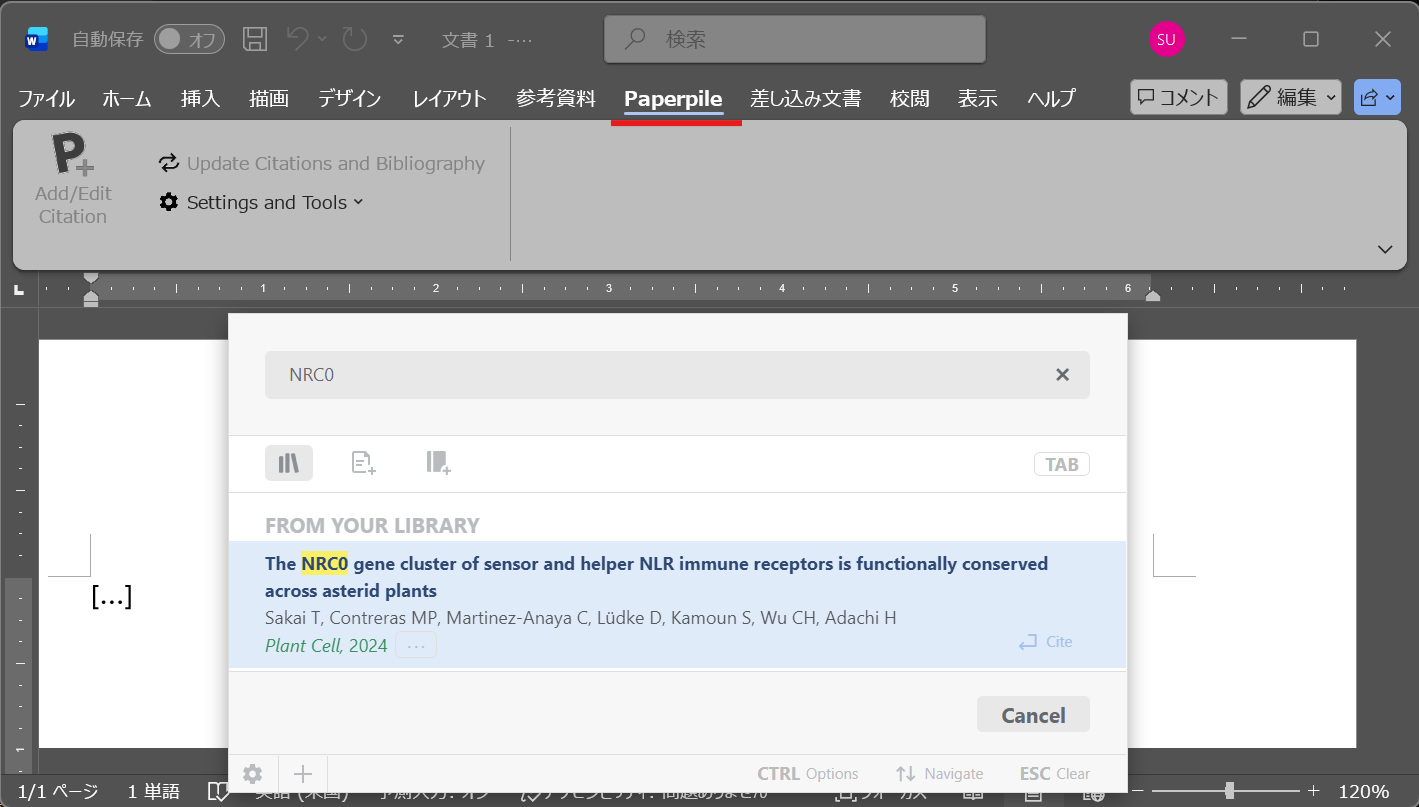 自動保存 オフ 文書 1 -… 検索 SU
ファイル ホーム 挿入 描画 デザイン レイアウト 参考資料 Paperpile 差し込み文書 校閲 表示 ヘルプ コメント 編集
Add/Edit
Citation
Update Citations and Bibliography
Settings and Tools
1 2 3 4 5 6
NRC0
TAB
FROM YOUR LIBRARY
The NRC0 gene cluster of sensor and helper NLR immune receptors is functionally conserved
across asterid plants
[…]
Sakai T, Contreras MP, Martinez-Anaya C, Lüdke D, Kamoun S, Wu CH, Adachi H
Plant Cell, 2024 …
Cite
Cancel
CTRL Options Navigate ESC Clear
1/1 ページ 1 単語 120%